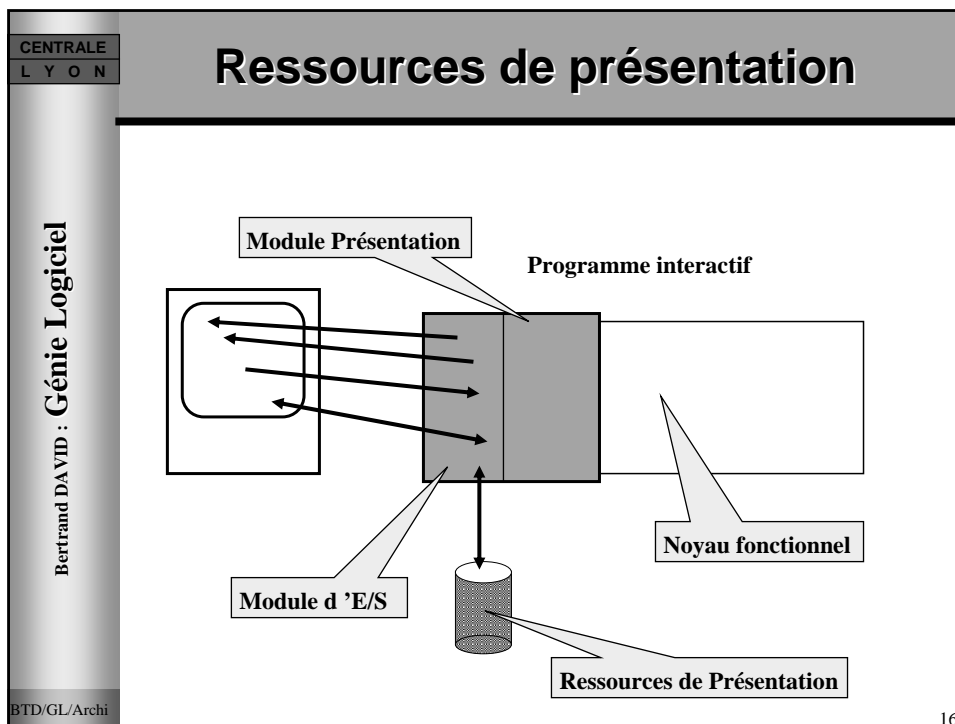 CENTRALE
L Y O N
Ressources de présentation
Bertrand DAVID : Génie Logiciel
Module Présentation
Programme interactif
Noyau fonctionnel
Module d ’E/S
Ressources de Présentation
BTD/GL/Archi
16